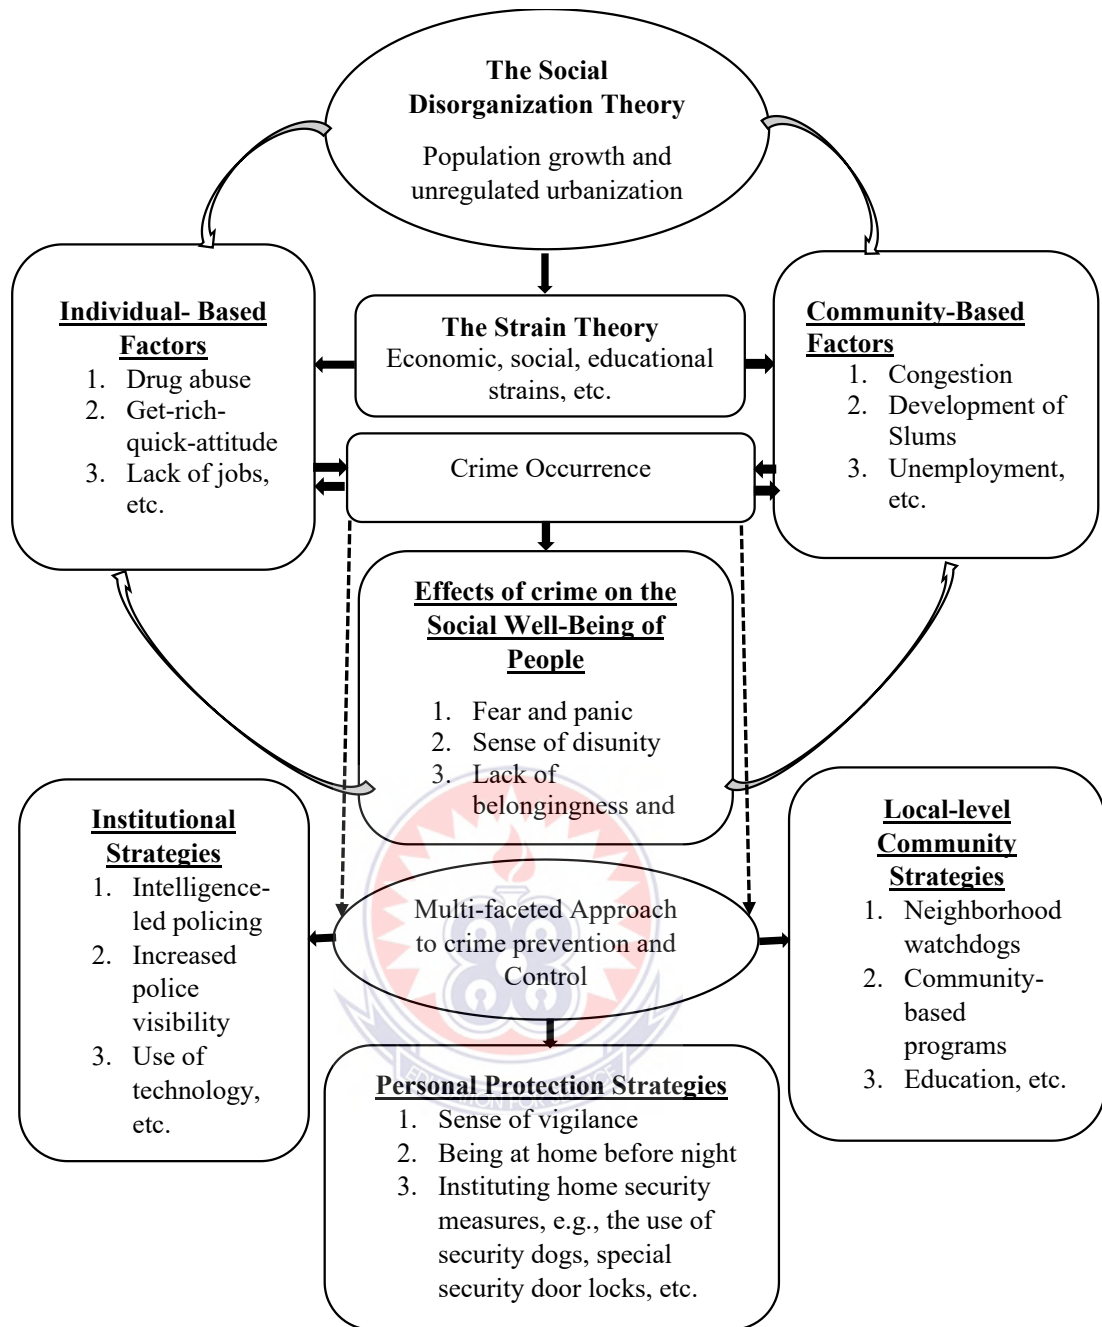 The Social
Disorganization Theory
Population growth and
unregulated urbanization
Individual- Based
Factors
1. Drug abuse
2. Get-rich-
quick-attitude
3. Lack of jobs,
etc.
The Strain Theory
Economic, social, educational
strains, etc.
Community-Based
Factors
1. Congestion
2. Development of
Slums
3. Unemployment,
etc.
Crime Occurrence
Effects of crime on the
Social Well-Being of
People
1. Fear and panic
2. Sense of disunity
3. Lack of
belongingness and
Institutional
Strategies
1. Intelligence-
led policing
2. Increased
police
visibility
3. Use of
technology,
etc.
Multi-faceted Approach
to crime prevention and
Control
Local-level
Community
Strategies
1. Neighborhood
watchdogs
2. Community-
based
programs
3. Education, etc.
EDUCATION FOR SERVICE
Personal Protection Strategies
1. Sense of vigilance
2. Being at home before night
3. Instituting home security
measures, e.g., the use of
security dogs, special
security door locks, etc.